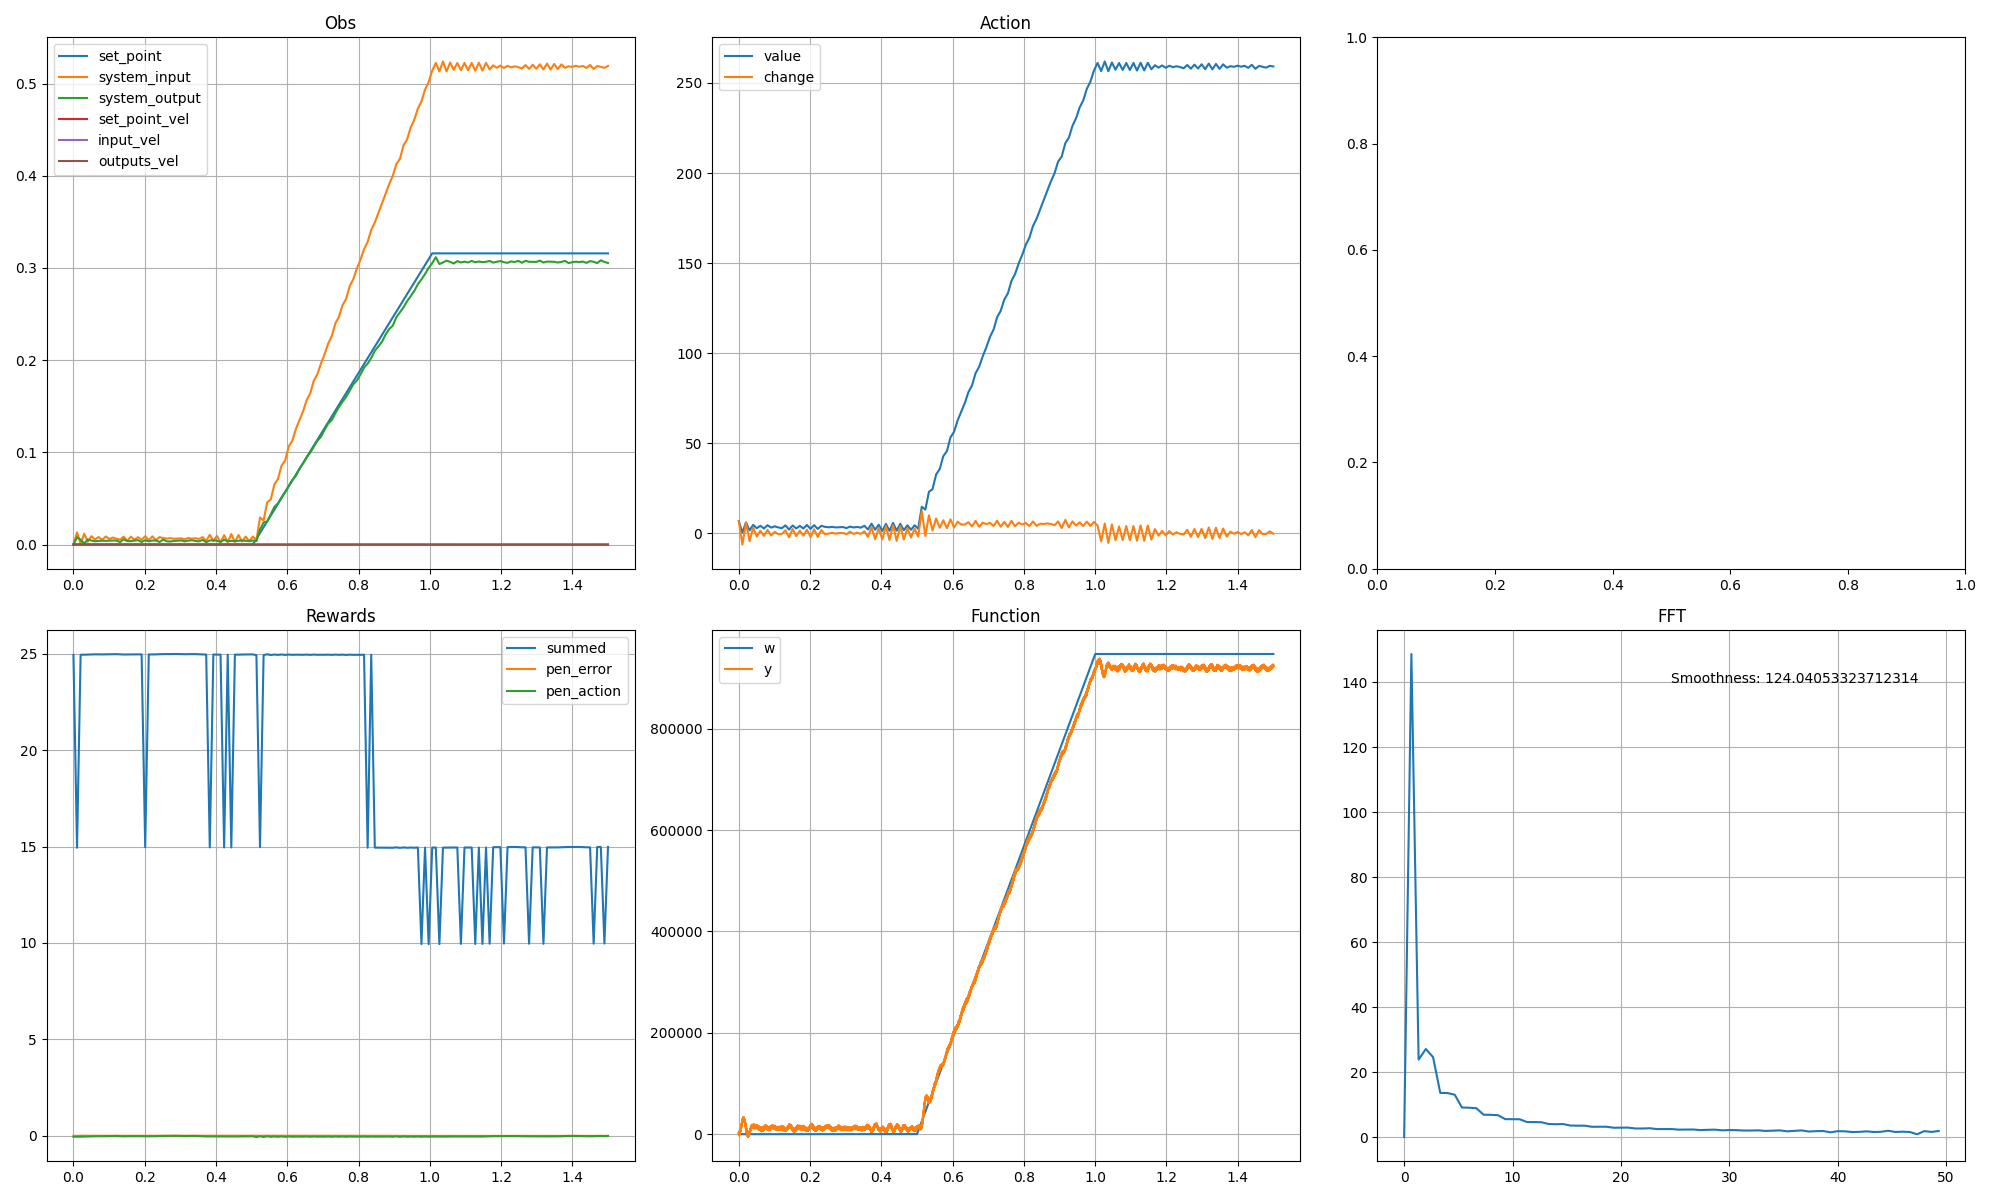 Obs
set_point
system_input
system_output
set_point_vel
input_vel
outputs_vel
0.5
0.4
0.3
0.2
0.1
0.0
0.0 0.2 0.4 0.6 0.8 1.0 1.2 1.4
Action
value
change
250
200
150
100
50
0
0.0 0.2 0.4 0.6 0.8 1.0 1.2 1.4
1.0
0.8
0.6
0.4
0.2
0.0
0.0 0.2 0.4 0.6 0.8 1.0
Rewards
summed
pen_error
pen_action
25
20
15
10
5
0
0.0 0.2 0.4 0.6 0.8 1.0 1.2 1.4
Function
w
y
800000
600000
400000
200000
0
0.0 0.2 0.4 0.6 0.8 1.0 1.2 1.4
FFT
Smoothness: 124.04053323712314
140
120
100
80
60
40
20
0
0 10 20 30 40 50